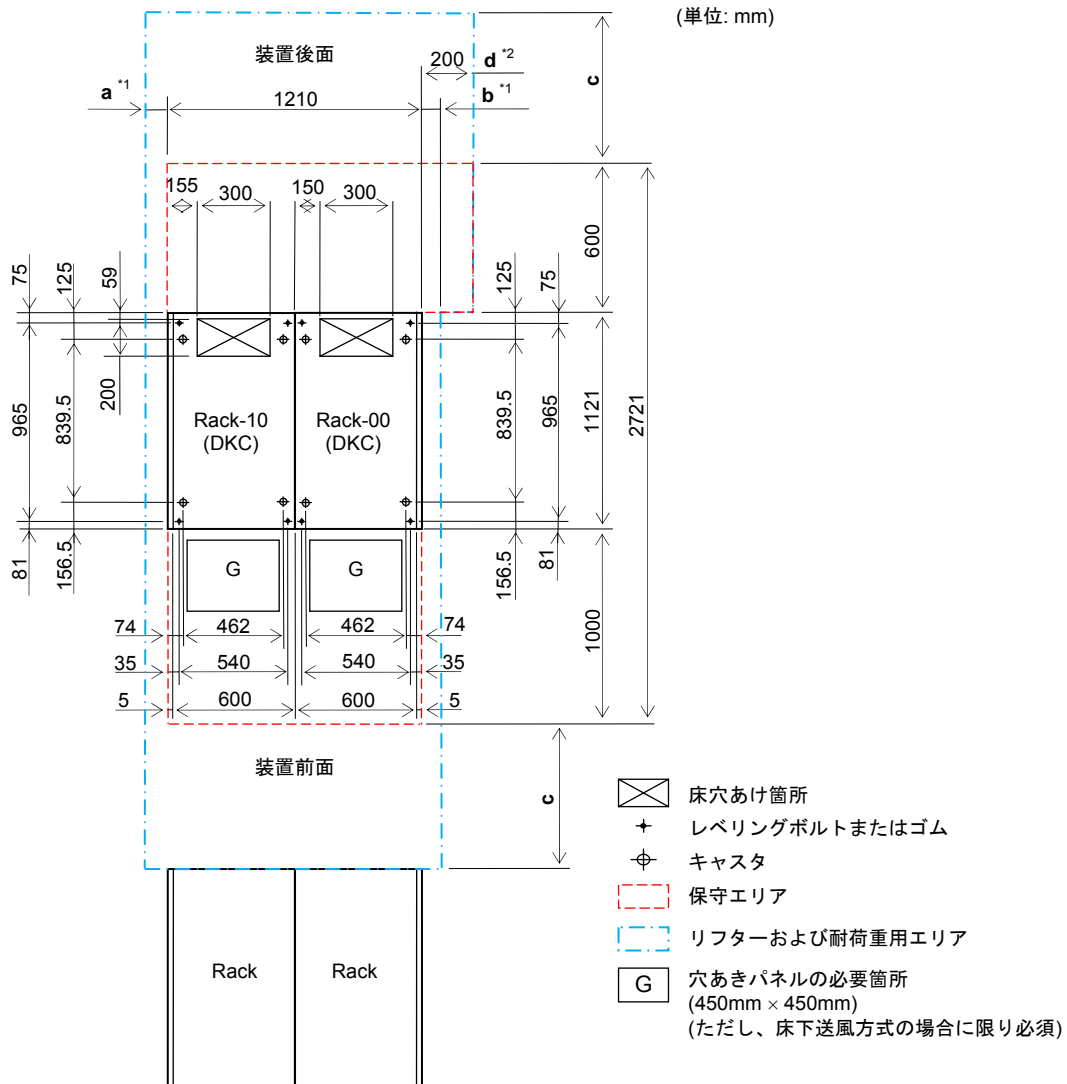 (単位: mm)
装置後面
200 d *2
a *1
1210
b *1
c
155
300
150
300
600
75
125
59
125
75
200
965
839.5
Rack-10
(DKC)
Rack-00
(DKC)
839.5
965
1121
2721
81
156.5
G
G
156.5
81
1000
74
462
462
74
35
540
540
35
5
600
600
5
装置前面
c
床穴あけ箇所
レベリングボルトまたはゴム
キャスタ
保守エリア
リフターおよび耐荷重用エリア
G
穴あきパネルの必要箇所
(450mm × 450mm)
(ただし、床下送風方式の場合に限り必須)
Rack
Rack